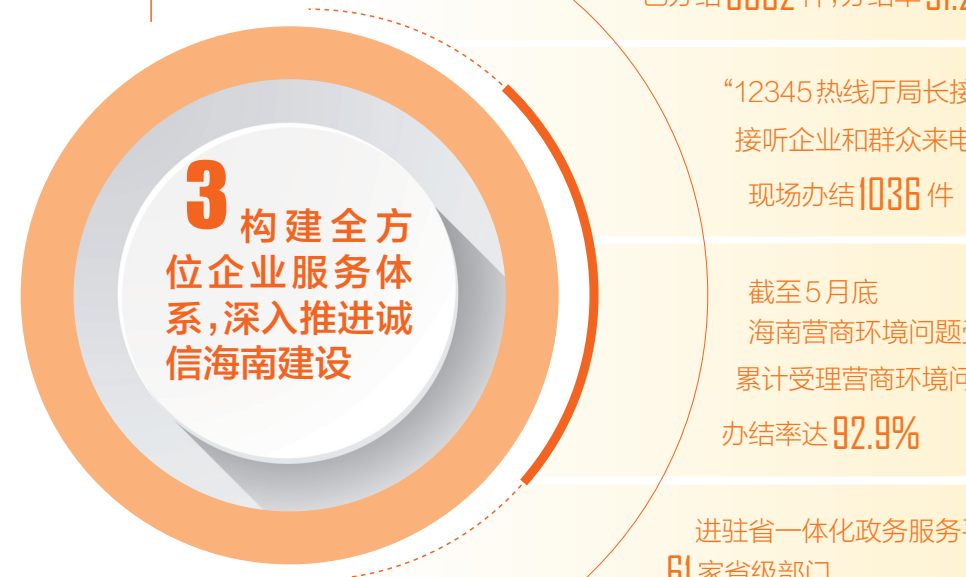 3 构建全方
位企业服务体
系,深入推进诚
信海南建设
“12345热线厅局长接
接听企业和群众来电
现场办结1036件
截至5月底
海南营商环境问题
累计受理营商环境问
办结率达92.9%
进驻省一体化政务服务
61家省级部门